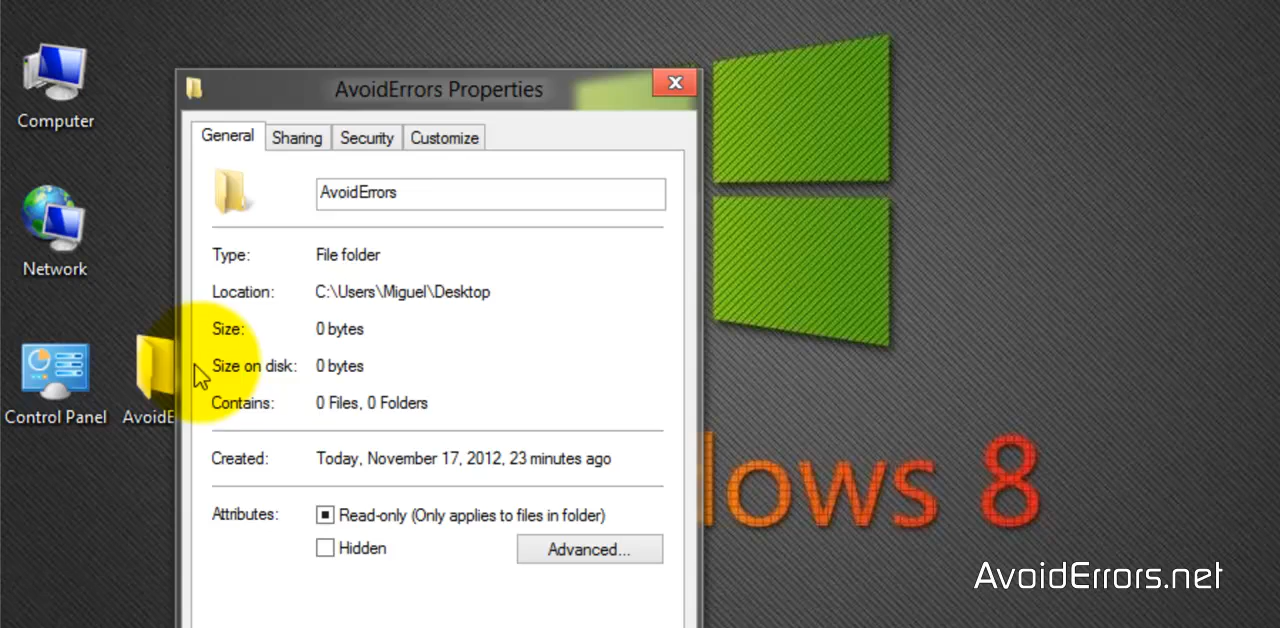 Computer
Network
Control Panel
AvoidE
AvoidErrors Properties
General
Sharing
Security
Customize
AvoidErrors
Type: File folder
Location: C:\Users\Miguel\Desktop
Size: 0 bytes
Size on disk: 0 bytes
Contains: 0 Files, 0 Folders
Created: Today, November 17, 2012, 23 minutes ago
Attributes: Read-only (Only applies to files in folder)
Hidden
Advanced...
ows 8
AvoidErrors.net